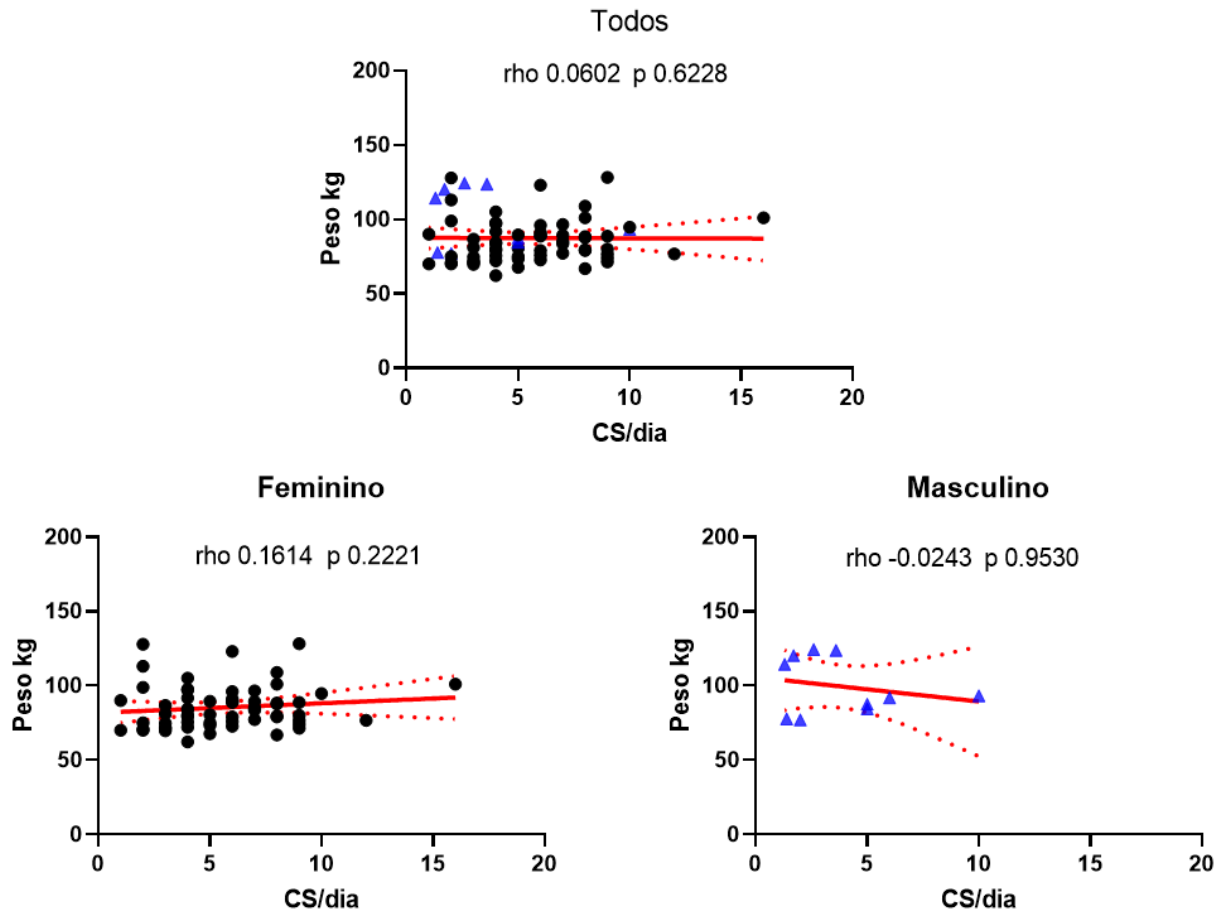 Todos
rho 0.0602 p 0.6228
200
150
100
50
0
Peso kg
0 5 10 15 20
CS/dia
Feminino
rho 0.1614 p 0.2221
200
150
100
50
0
Peso kg
0 5 10 15 20
CS/dia
Masculino
rho -0.0243 p 0.9530
200
150
100
50
0
Peso kg
0 5 10 15 20
CS/dia